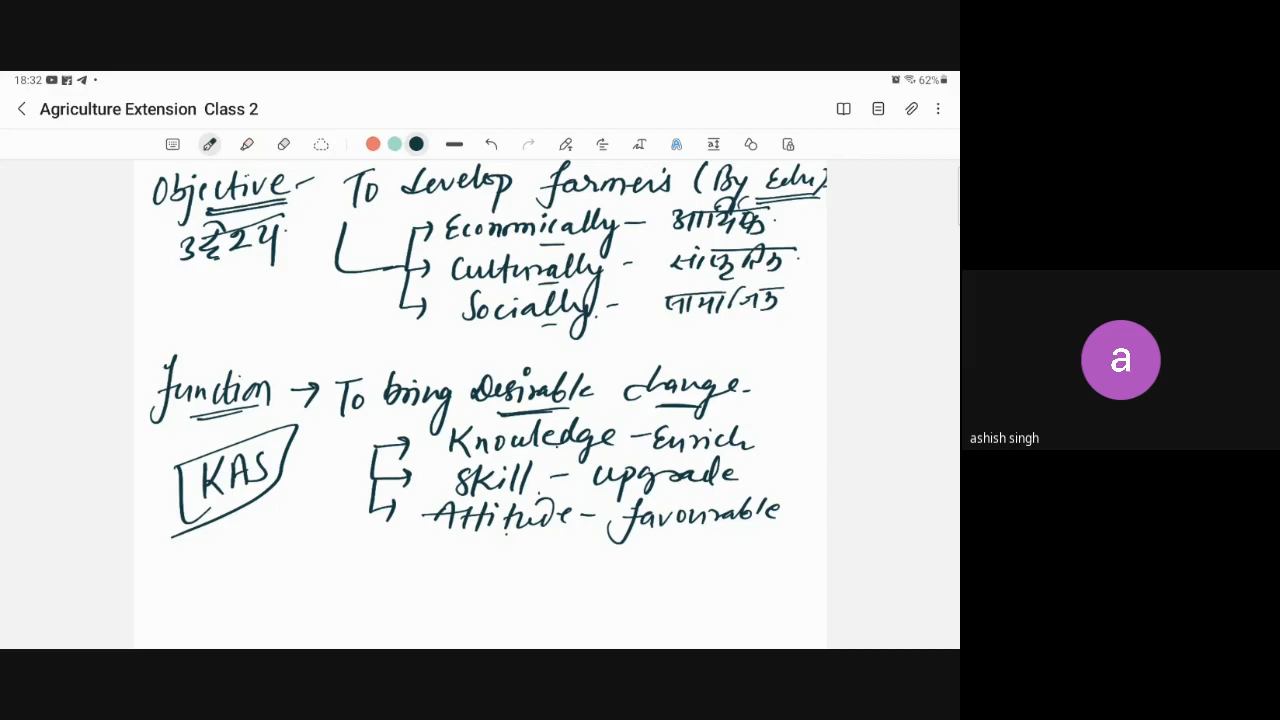 18:32
62%
Agriculture Extension Class 2
Objective - To develop farmers (By Edu)
उद्देश्य
Economically - आर्थिक
Culturally - सांस्कृतिक
Socially - सामाजिक
function → To bring Desirable change.
Knowledge - Enrich
KAS
Skill - upgrade
Attitude - favourable
a
ashish singh